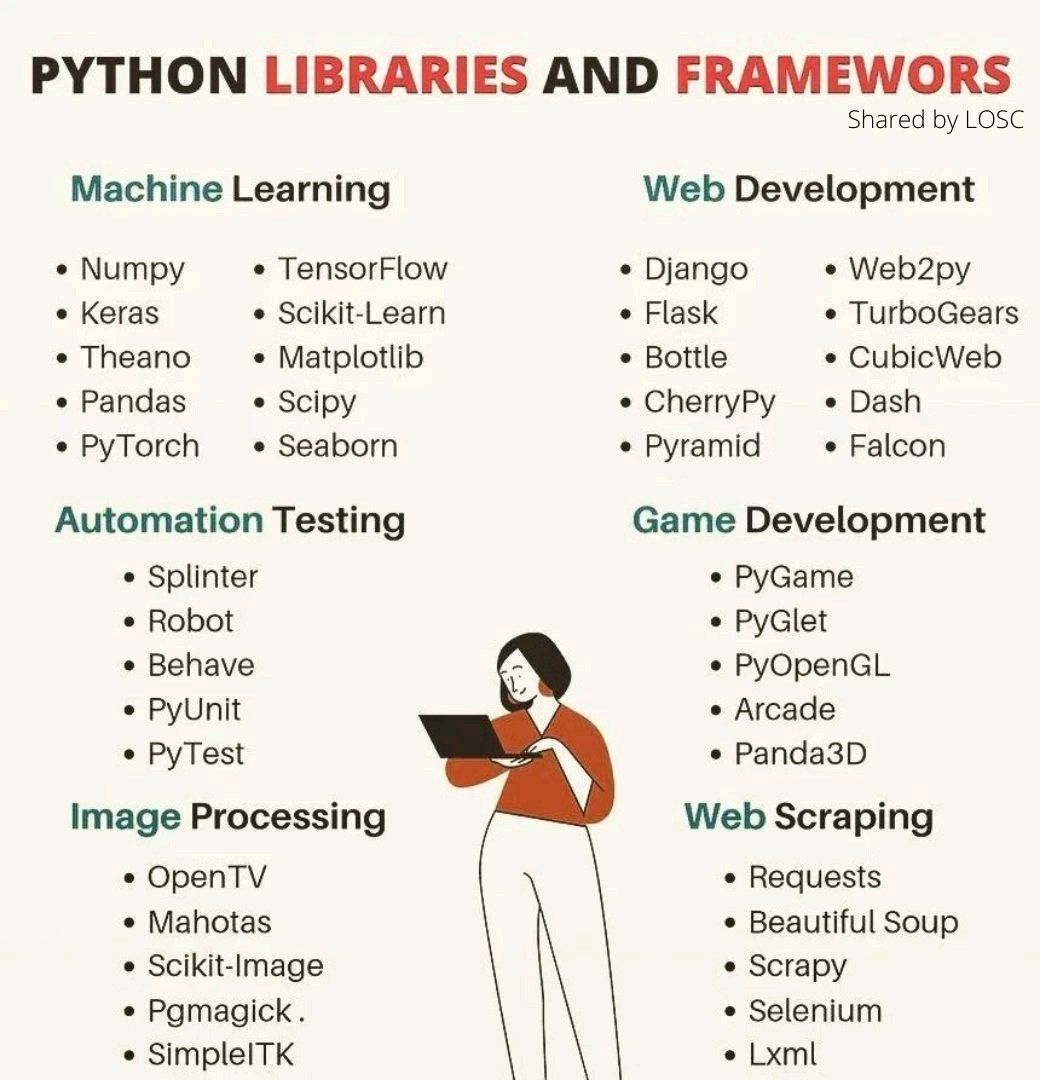 PYTHON LIBRARIES AND FRAMEWORS
Shared by LOSC
Machine Learning
• Numpy
• Keras
• Theano
• Pandas
• PyTorch
• TensorFlow
• Scikit-Learn
• Matplotlib
• Scipy
• Seaborn
Web Development
• Django
• Flask
• Bottle
• CherryPy
• Pyramid
• Web2py
• TurboGears
• CubicWeb
• Dash
• Falcon
Automation Testing
• Splinter
• Robot
• Behave
• PyUnit
• PyTest
Game Development
• PyGame
• PyGlet
• PyOpenGL
• Arcade
• Panda3D
Image Processing
• OpenTV
• Mahotas
• Scikit-Image
• Pgmagick .
• SimpleITK
Web Scraping
• Requests
• Beautiful Soup
• Scrapy
• Selenium
• Lxml